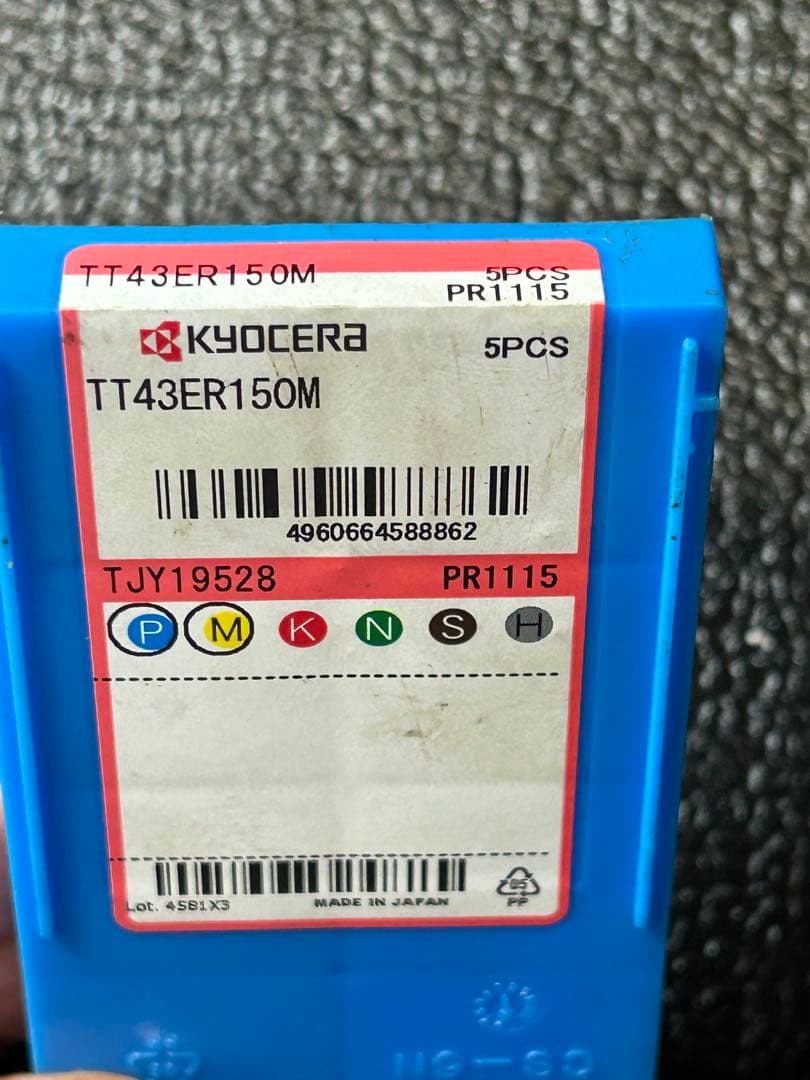 TT43ER150M 5PCS
PR1115
KYOCERA 5PCS
TT43ER150M
4960664588862
TJY19528 PR1115
P M K N S H
Lot. 4581X3 MADE IN JAPAN
05
PP